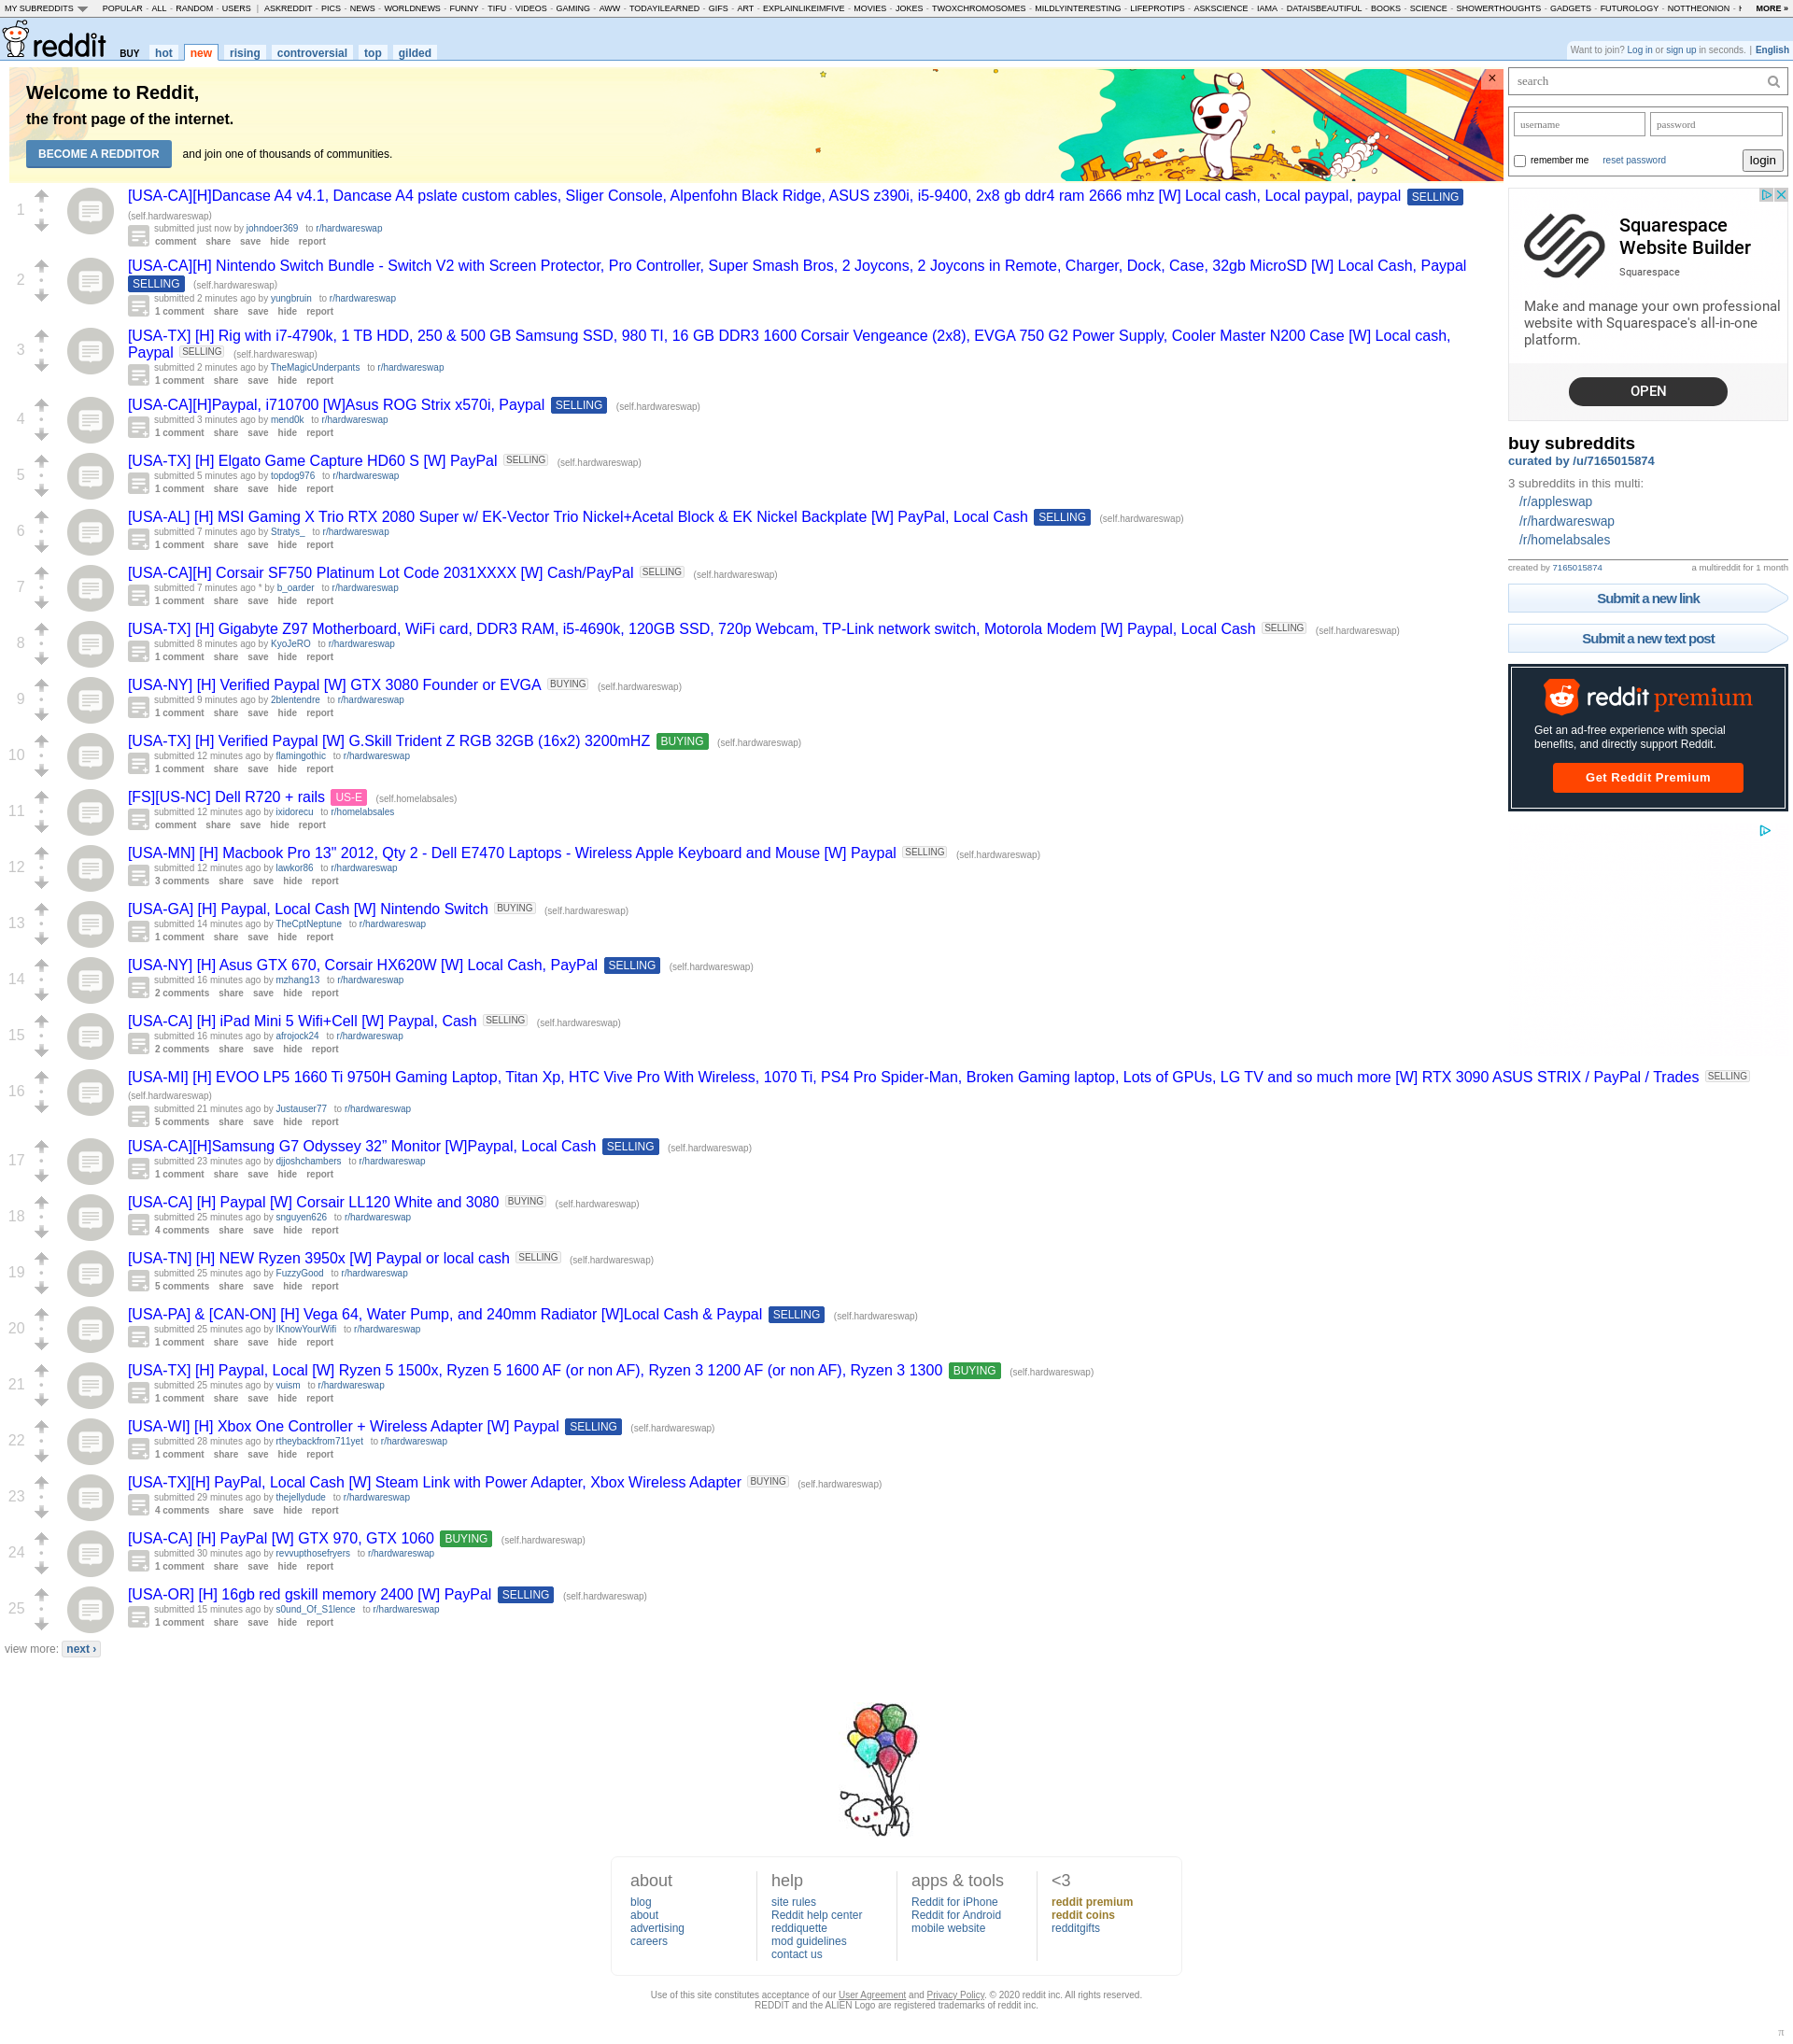 MY SUBREDDITS POPULAR - ALL - RANDOM - USERS | ASKREDDIT - PICS - NEWS - WORLDNEWS - FUNNY - TIFU - VIDEOS - GAMING - AWW - TODAYILEARNED - GIFS - ART - EXPLAINLIKEIMFIVE - MOVIES - JOKES - TWOXCHROMOSOMES - MILDLYINTERESTING - LIFEPROTIPS - ASKSCIENCE - IAMA - DATAISBEAUTIFUL - BOOKS - SCIENCE - SHOWERTHOUGHTS - GADGETS - FUTUROLOGY - NOTTHEONION - MORE »
reddit BUY hot new rising controversial top gilded
Want to join? Log in or sign up in seconds. | English
Welcome to Reddit,
the front page of the internet.
BECOME A REDDITOR and join one of thousands of communities.
×
1
[USA-CA][H]Dancase A4 v4.1, Dancase A4 pslate custom cables, Sliger Console, Alpenfohn Black Ridge, ASUS z390i, i5-9400, 2x8 gb ddr4 ram 2666 mhz [W] Local cash, Local paypal, paypal SELLING
(self.hardwareswap)
submitted just now by johndoer369 to r/hardwareswap
comment share save hide report
2
[USA-CA][H] Nintendo Switch Bundle - Switch V2 with Screen Protector, Pro Controller, Super Smash Bros, 2 Joycons, 2 Joycons in Remote, Charger, Dock, Case, 32gb MicroSD [W] Local Cash, Paypal
SELLING (self.hardwareswap)
submitted 2 minutes ago by yungbruin to r/hardwareswap
1 comment share save hide report
3
[USA-TX] [H] Rig with i7-4790k, 1 TB HDD, 250 & 500 GB Samsung SSD, 980 TI, 16 GB DDR3 1600 Corsair Vengeance (2x8), EVGA 750 G2 Power Supply, Cooler Master N200 Case [W] Local cash,
Paypal SELLING (self.hardwareswap)
submitted 2 minutes ago by TheMagicUnderpants to r/hardwareswap
1 comment share save hide report
4
[USA-CA][H]Paypal, i710700 [W]Asus ROG Strix x570i, Paypal SELLING (self.hardwareswap)
submitted 3 minutes ago by mend0k to r/hardwareswap
1 comment share save hide report
5
[USA-TX] [H] Elgato Game Capture HD60 S [W] PayPal SELLING (self.hardwareswap)
submitted 5 minutes ago by topdog976 to r/hardwareswap
1 comment share save hide report
6
[USA-AL] [H] MSI Gaming X Trio RTX 2080 Super w/ EK-Vector Trio Nickel+Acetal Block & EK Nickel Backplate [W] PayPal, Local Cash SELLING (self.hardwareswap)
submitted 7 minutes ago by Stratys_ to r/hardwareswap
1 comment share save hide report
7
[USA-CA][H] Corsair SF750 Platinum Lot Code 2031XXXX [W] Cash/PayPal SELLING (self.hardwareswap)
submitted 7 minutes ago * by b_oarder to r/hardwareswap
1 comment share save hide report
8
[USA-TX] [H] Gigabyte Z97 Motherboard, WiFi card, DDR3 RAM, i5-4690k, 120GB SSD, 720p Webcam, TP-Link network switch, Motorola Modem [W] Paypal, Local Cash SELLING (self.hardwareswap)
submitted 8 minutes ago by KyoJeRO to r/hardwareswap
1 comment share save hide report
9
[USA-NY] [H] Verified Paypal [W] GTX 3080 Founder or EVGA BUYING (self.hardwareswap)
submitted 9 minutes ago by 2blentendre to r/hardwareswap
1 comment share save hide report
10
[USA-TX] [H] Verified Paypal [W] G.Skill Trident Z RGB 32GB (16x2) 3200mHZ BUYING (self.hardwareswap)
submitted 12 minutes ago by flamingothic to r/hardwareswap
1 comment share save hide report
11
[FS][US-NC] Dell R720 + rails US-E (self.homelabsales)
submitted 12 minutes ago by ixidorecu to r/homelabsales
comment share save hide report
12
[USA-MN] [H] Macbook Pro 13" 2012, Qty 2 - Dell E7470 Laptops - Wireless Apple Keyboard and Mouse [W] Paypal SELLING (self.hardwareswap)
submitted 12 minutes ago by lawkor86 to r/hardwareswap
3 comments share save hide report
13
[USA-GA] [H] Paypal, Local Cash [W] Nintendo Switch BUYING (self.hardwareswap)
submitted 14 minutes ago by TheCptNeptune to r/hardwareswap
1 comment share save hide report
14
[USA-NY] [H] Asus GTX 670, Corsair HX620W [W] Local Cash, PayPal SELLING (self.hardwareswap)
submitted 16 minutes ago by mzhang13 to r/hardwareswap
2 comments share save hide report
15
[USA-CA] [H] iPad Mini 5 Wifi+Cell [W] Paypal, Cash SELLING (self.hardwareswap)
submitted 16 minutes ago by afrojock24 to r/hardwareswap
2 comments share save hide report
16
[USA-MI] [H] EVOO LP5 1660 Ti 9750H Gaming Laptop, Titan Xp, HTC Vive Pro With Wireless, 1070 Ti, PS4 Pro Spider-Man, Broken Gaming laptop, Lots of GPUs, LG TV and so much more [W] RTX 3090 ASUS STRIX / PayPal / Trades SELLING
(self.hardwareswap)
submitted 21 minutes ago by Justauser77 to r/hardwareswap
5 comments share save hide report
17
[USA-CA][H]Samsung G7 Odyssey 32” Monitor [W]Paypal, Local Cash SELLING (self.hardwareswap)
submitted 23 minutes ago by djjoshchambers to r/hardwareswap
1 comment share save hide report
18
[USA-CA] [H] Paypal [W] Corsair LL120 White and 3080 BUYING (self.hardwareswap)
submitted 25 minutes ago by snguyen626 to r/hardwareswap
4 comments share save hide report
19
[USA-TN] [H] NEW Ryzen 3950x [W] Paypal or local cash SELLING (self.hardwareswap)
submitted 25 minutes ago by FuzzyGood to r/hardwareswap
5 comments share save hide report
20
[USA-PA] & [CAN-ON] [H] Vega 64, Water Pump, and 240mm Radiator [W]Local Cash & Paypal SELLING (self.hardwareswap)
submitted 25 minutes ago by IKnowYourWifi to r/hardwareswap
1 comment share save hide report
21
[USA-TX] [H] Paypal, Local [W] Ryzen 5 1500x, Ryzen 5 1600 AF (or non AF), Ryzen 3 1200 AF (or non AF), Ryzen 3 1300 BUYING (self.hardwareswap)
submitted 25 minutes ago by vuism to r/hardwareswap
1 comment share save hide report
22
[USA-WI] [H] Xbox One Controller + Wireless Adapter [W] Paypal SELLING (self.hardwareswap)
submitted 28 minutes ago by rtheybackfrom711yet to r/hardwareswap
1 comment share save hide report
23
[USA-TX][H] PayPal, Local Cash [W] Steam Link with Power Adapter, Xbox Wireless Adapter BUYING (self.hardwareswap)
submitted 29 minutes ago by thejellydude to r/hardwareswap
4 comments share save hide report
24
[USA-CA] [H] PayPal [W] GTX 970, GTX 1060 BUYING (self.hardwareswap)
submitted 30 minutes ago by revvupthosefryers to r/hardwareswap
1 comment share save hide report
25
[USA-OR] [H] 16gb red gskill memory 2400 [W] PayPal SELLING (self.hardwareswap)
submitted 15 minutes ago by s0und_Of_S1lence to r/hardwareswap
1 comment share save hide report
view more: next ›
search
username password
remember me reset password login
Squarespace
Website Builder
Squarespace
Make and manage your own professional
website with Squarespace's all-in-one
platform.
OPEN
buy subreddits
curated by /u/7165015874
3 subreddits in this multi:
/r/appleswap
/r/hardwareswap
/r/homelabsales
created by 7165015874 a multireddit for 1 month
Submit a new link
Submit a new text post
reddit premium
Get an ad-free experience with special
benefits, and directly support Reddit.
Get Reddit Premium
about
blog
about
advertising
careers
help
site rules
Reddit help center
reddiquette
mod guidelines
contact us
apps & tools
Reddit for iPhone
Reddit for Android
mobile website
<3
reddit premium
reddit coins
redditgifts
Use of this site constitutes acceptance of our User Agreement and Privacy Policy. © 2020 reddit inc. All rights reserved.
REDDIT and the ALIEN Logo are registered trademarks of reddit inc.
π